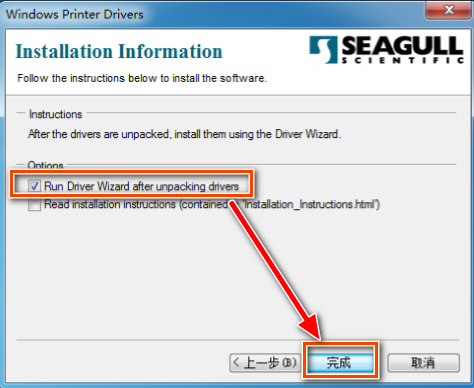 Windows Printer Drivers
Installation Information
SEAGULL
SCIENTIFIC
Follow the instructions below to install the software.
Instructions
After the drivers are unpacked, install them using the Driver Wizard.
Options
Run Driver Wizard after unpacking drivers
Read installation instructions (contained 'Installation_Instructions.html')
< 上一步(B)
完成
取消